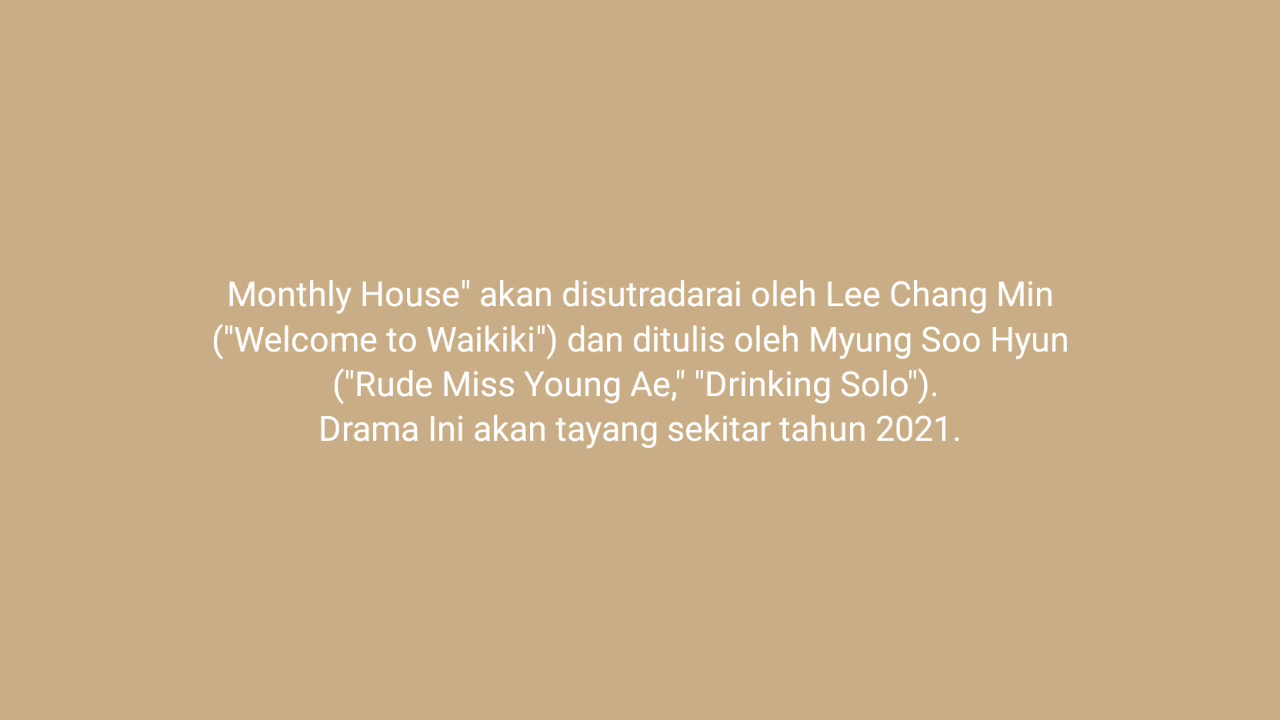 Monthly House" akan disutradarai oleh Lee Chang Min
("Welcome to Waikiki") dan ditulis oleh Myung Soo Hyun
("Rude Miss Young Ae," "Drinking Solo").
Drama Ini akan tayang sekitar tahun 2021.